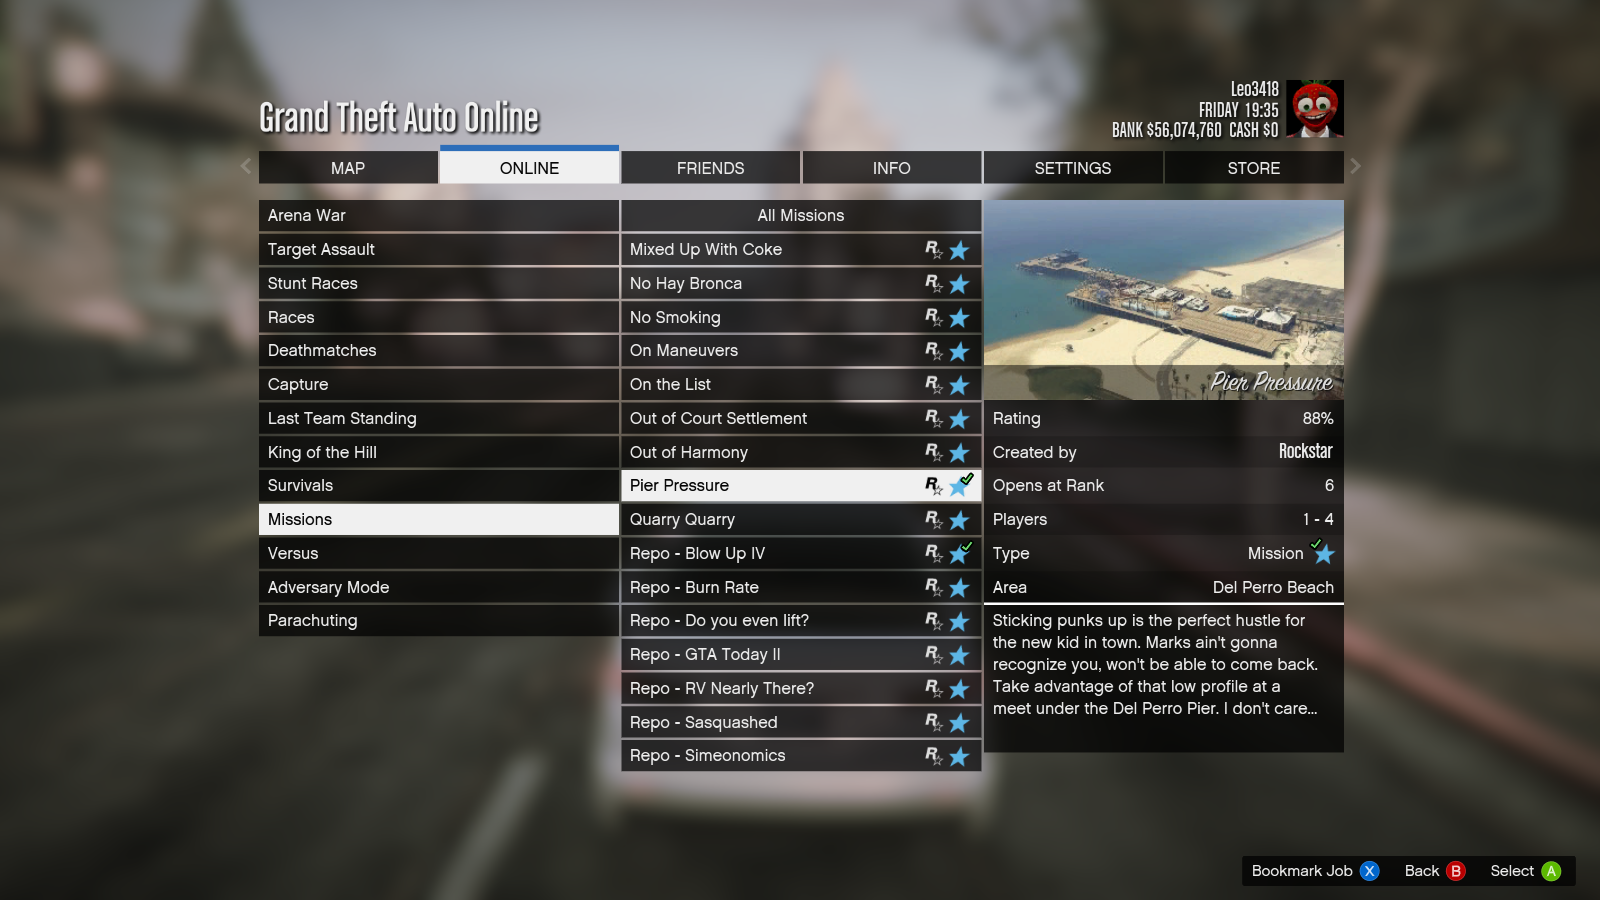 Grand Theft Auto Online
Leo3418
FRIDAY 19:35
BANK $56,074,760 CASH $0
MAP
ONLINE
FRIENDS
INFO
SETTINGS
STORE
Arena War
Target Assault
Stunt Races
Races
Deathmatches
Capture
Last Team Standing
King of the Hill
Survivals
Missions
Versus
Adversary Mode
Parachuting
All Missions
Mixed Up With Coke
No Hay Bronca
No Smoking
On Maneuvers
On the List
Out of Court Settlement
Out of Harmony
Pier Pressure
Quarry Quarry
Repo - Blow Up IV
Repo - Burn Rate
Repo - Do you even lift?
Repo - GTA Today II
Repo - RV Nearly There?
Repo - Sasquashed
Repo - Simeonomics
Pier Pressure
Rating 88%
Created by Rockstar
Opens at Rank 6
Players 1 - 4
Type Mission
Area Del Perro Beach
Sticking punks up is the perfect hustle for
the new kid in town. Marks ain't gonna
recognize you, won't be able to come back.
Take advantage of that low profile at a
meet under the Del Perro Pier. I don't care...
Bookmark Job X Back B Select A